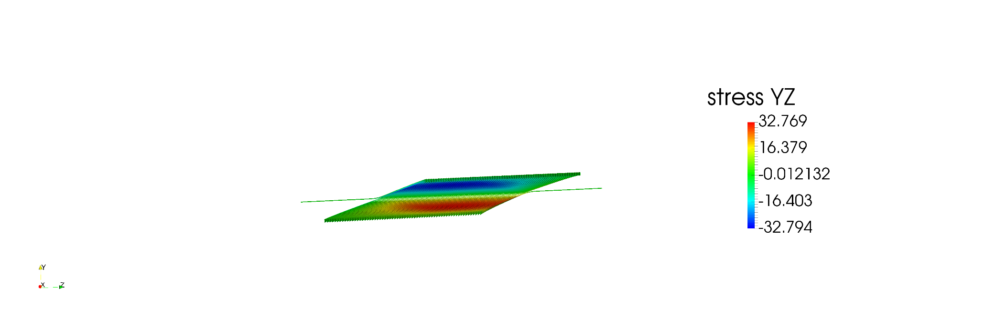 stress YZ
32.769
16.379
-0.012132
-16.403
-32.794
Y
X Z